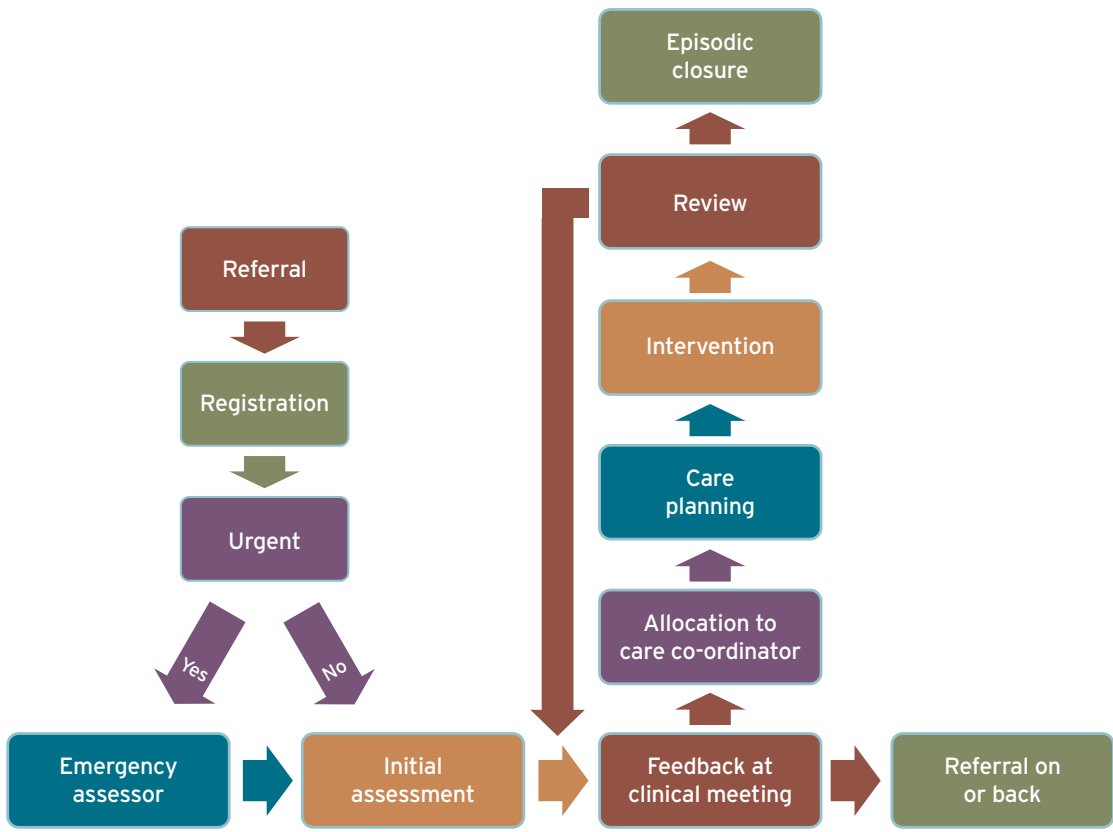 Episodic
closure
Review
Referral
Intervention
Registration
Care
planning
Urgent
Allocation to
care co-ordinator
Yes
No
Emergency
assessor
Initial
assessment
Feedback at
clinical meeting
Referral on
or back